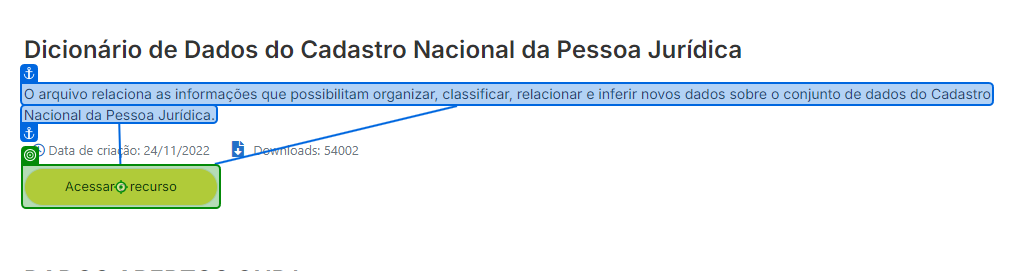 Dicionário de Dados do Cadastro Nacional da Pessoa Jurídica
O arquivo relaciona as informações que possibilitam organizar, classificar, relacionar e inferir novos dados sobre o conjunto de dados do Cadastro
Nacional da Pessoa Jurídica.
Data de criação: 24/11/2022 Downloads: 54002
Acessar o recurso